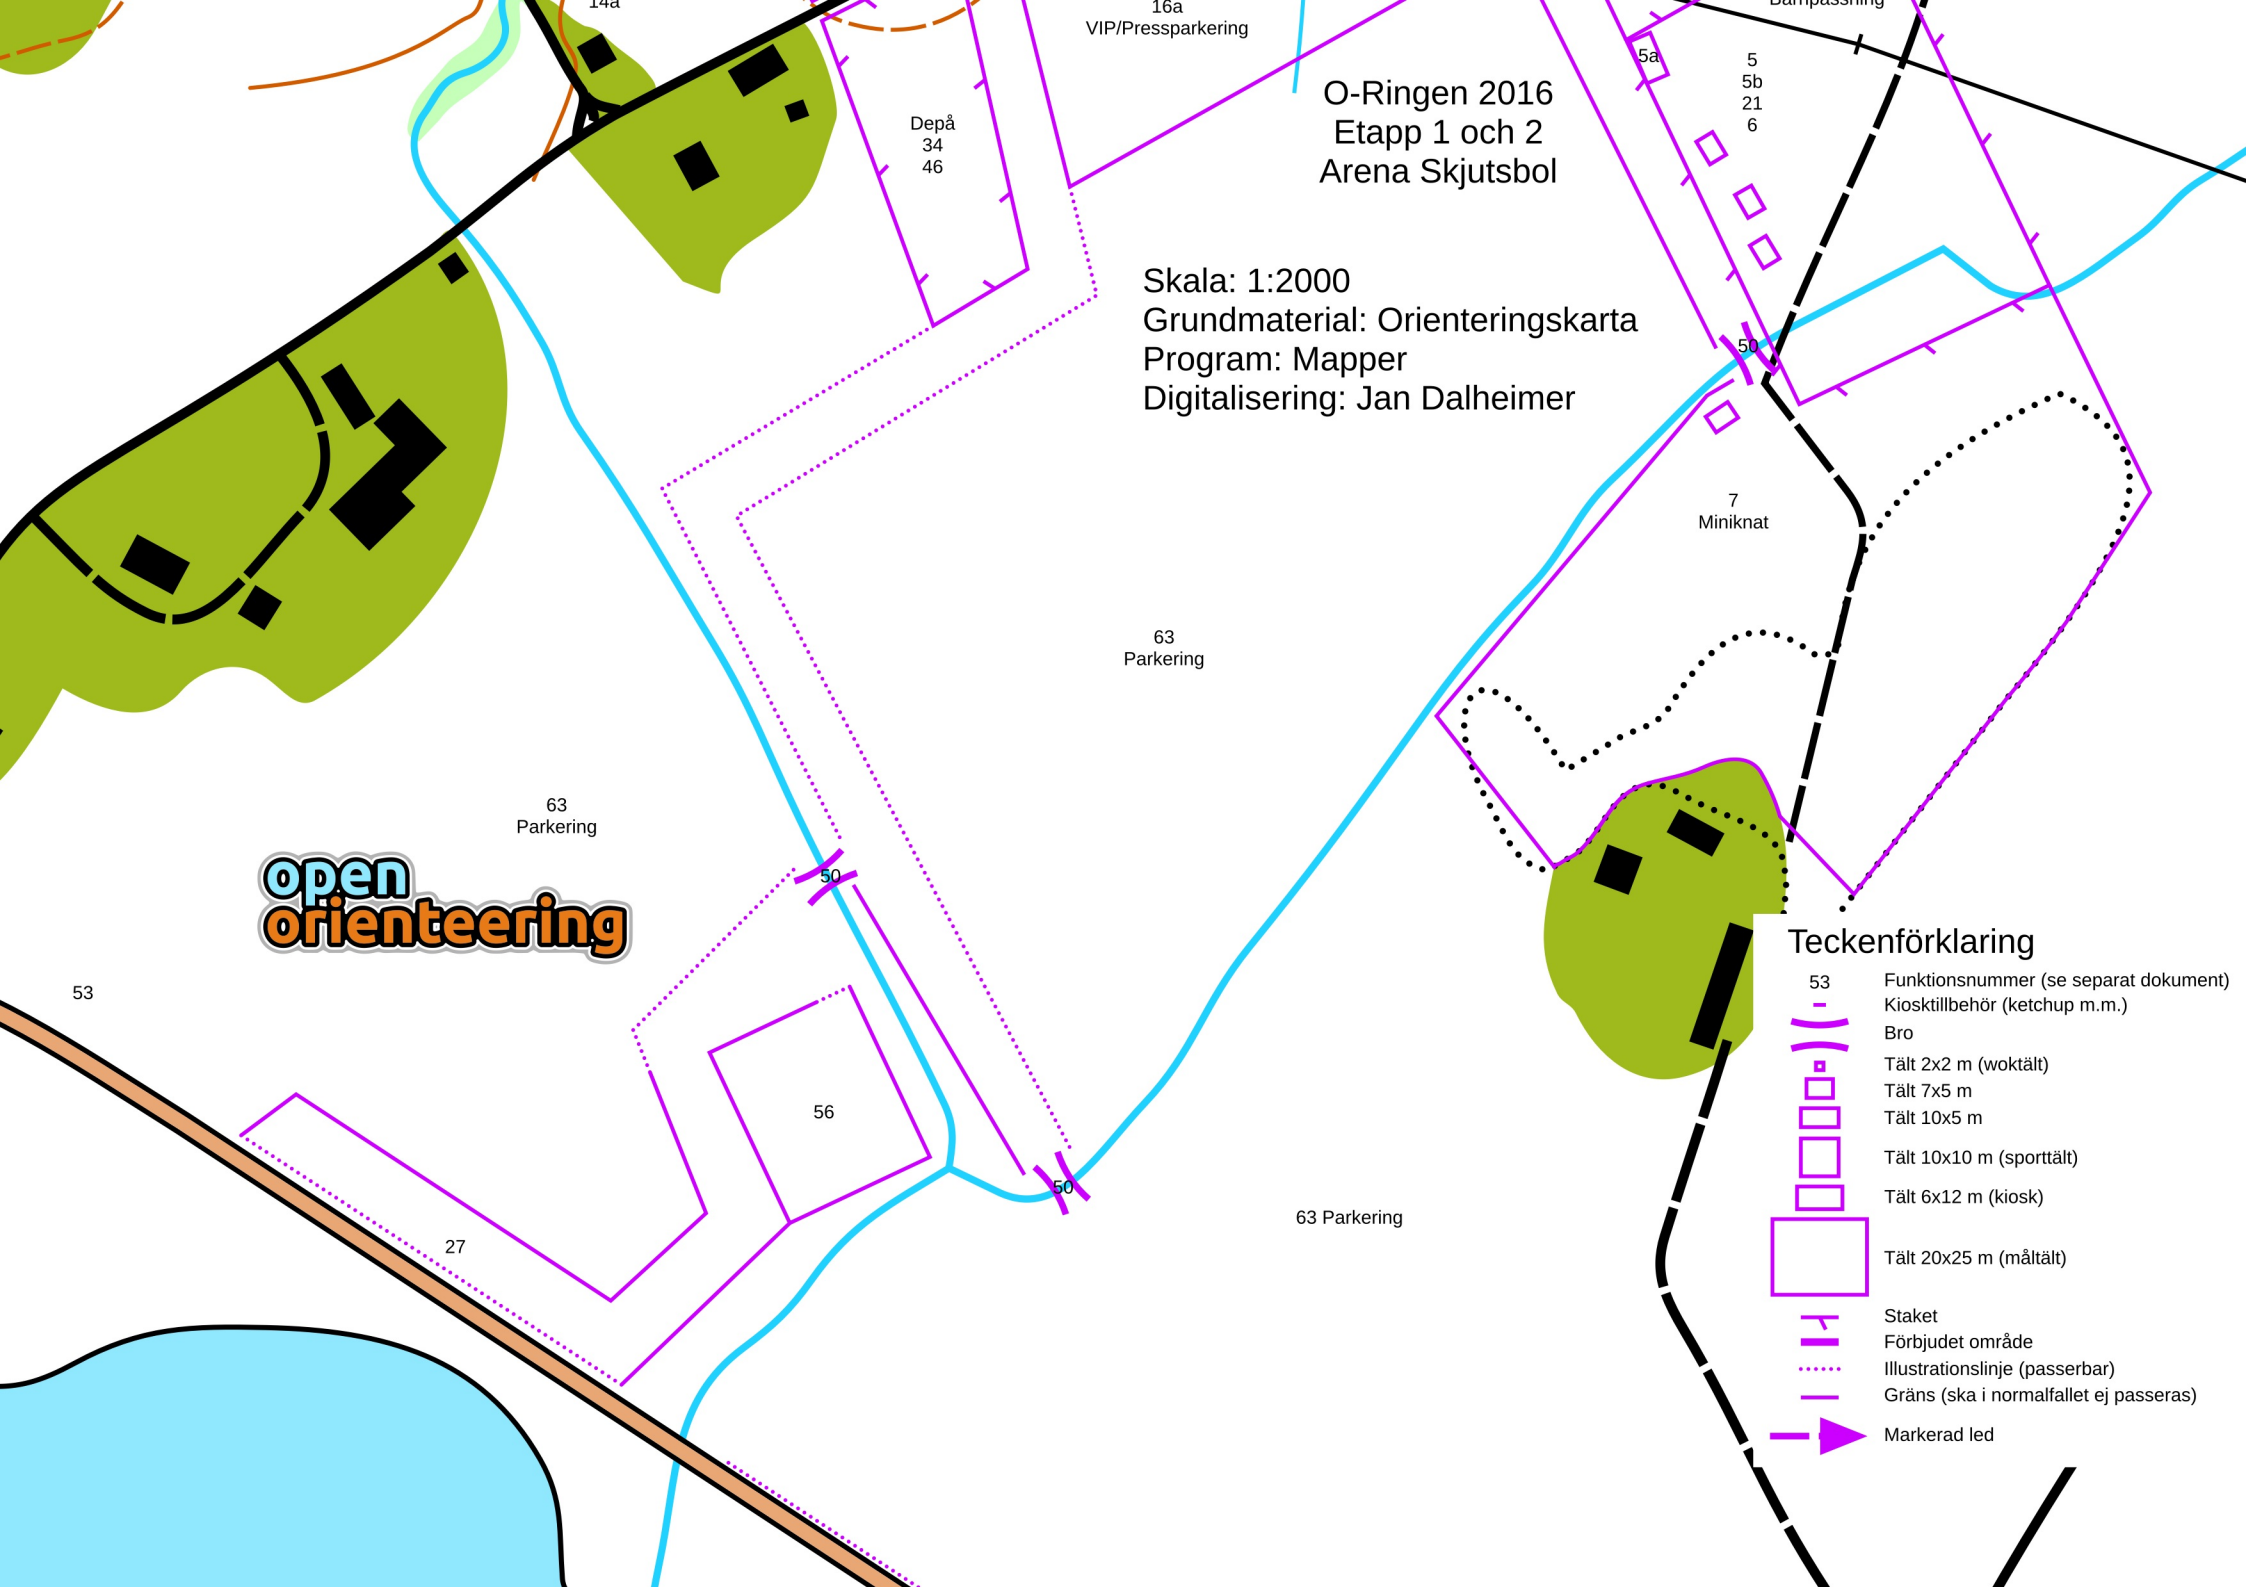 14a
16a
VIP/Pressparkering
Barnpassning
5a
5
5b
21
6
Depå
34
46
O-Ringen 2016
Etapp 1 och 2
Arena Skjutsbol
Skala: 1:2000
Grundmaterial: Orienteringskarta
Program: Mapper
Digitalisering: Jan Dalheimer
50
7
Miniknat
63
Parkering
63
Parkering
50
open
orienteering
53
56
50
63 Parkering
27
Teckenförklaring
53 Funktionsnummer (se separat dokument)
Kiosktillbehör (ketchup m.m.)
Bro
Tält 2x2 m (woktält)
Tält 7x5 m
Tält 10x5 m
Tält 10x10 m (sporttält)
Tält 6x12 m (kiosk)
Tält 20x25 m (måltält)
Staket
Förbjudet område
Illustrationslinje (passerbar)
Gräns (ska i normalfallet ej passeras)
Markerad led